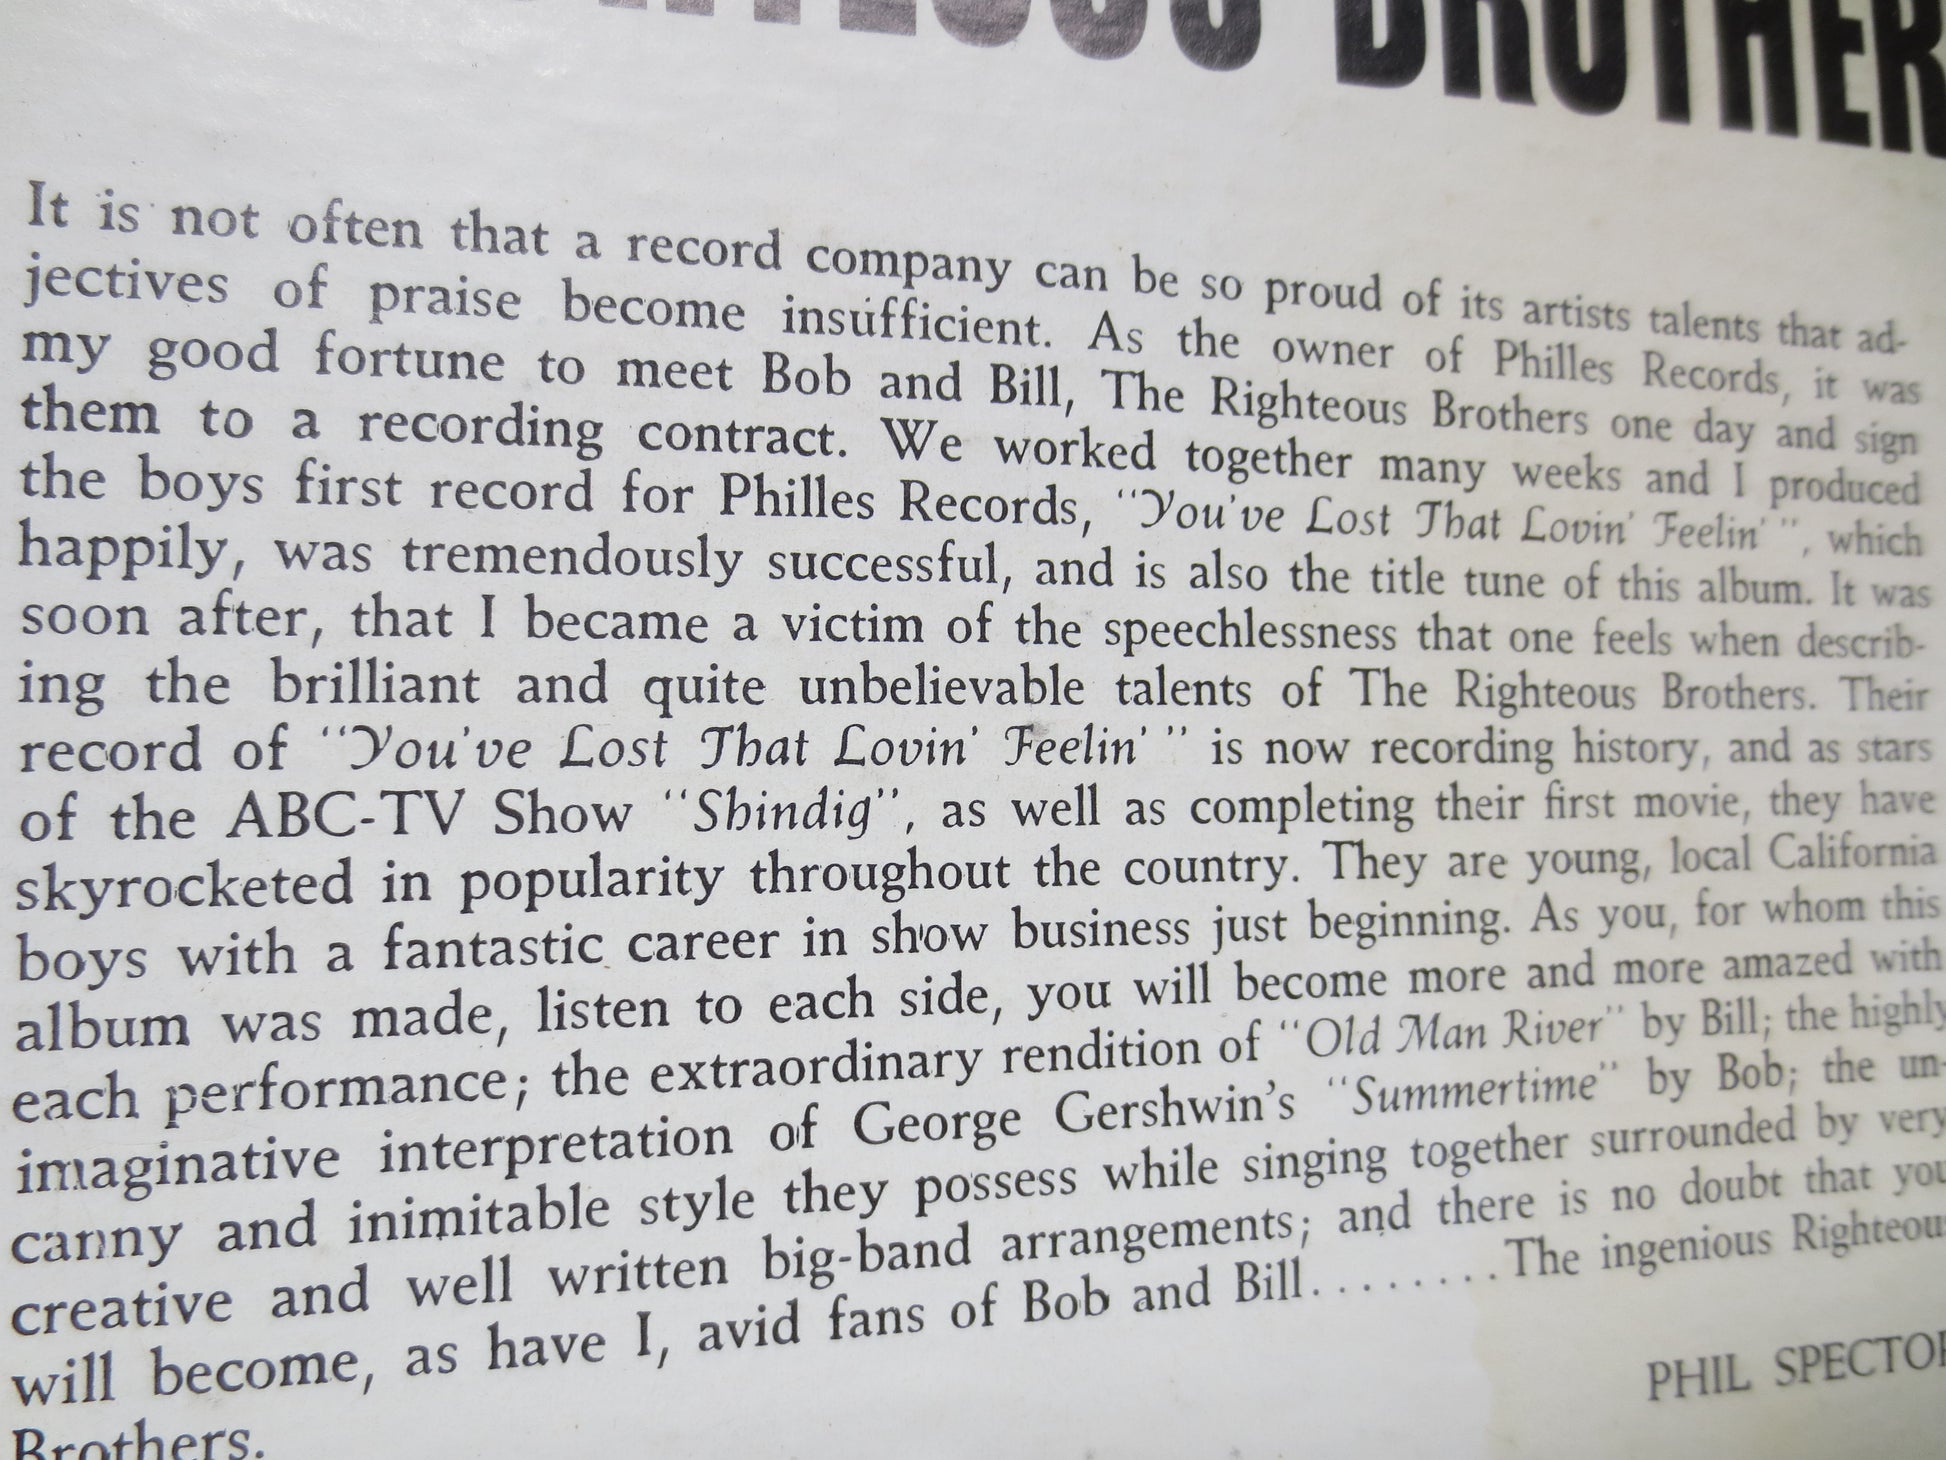 BROTHER
It is not often that a record company can be so proud of its artists talents that ad-
jectives of praise become insufficient. As the owner of Philles Records, it was
my good fortune to meet Bob and Bill, The Righteous Brothers one day and sign
them to a recording contract. We worked together many weeks and I produced
the boys first record for Philles Records, "You've Lost That Lovin' Feelin' ", which
happily, was tremendously successful, and is also the title tune of this album. It was
soon after, that I became a victim of the speechlessness that one feels when describ-
ing the brilliant and quite unbelievable talents of The Righteous Brothers. Their
record of "You've Lost That Lovin' Feelin' " is now recording history, and as stars
of the ABC-TV Show "Shindig", as well as completing their first movie, they have
skyrocketed in popularity throughout the country. They are young, local California
boys with a fantastic career in show business just beginning. As you, for whom this
album was made, listen to each side, you will become more and more amazed with
each performance; the extraordinary rendition of "Old Man River" by Bill; the highly
imaginative interpretation of George Gershwin's "Summertime" by Bob; the un-
canny and inimitable style they possess while singing together surrounded by very
creative and well written big-band arrangements; and there is no doubt that you
will become, as have I, avid fans of Bob and Bill........The ingenious Righteou
Brothers.
PHIL SPECTOR